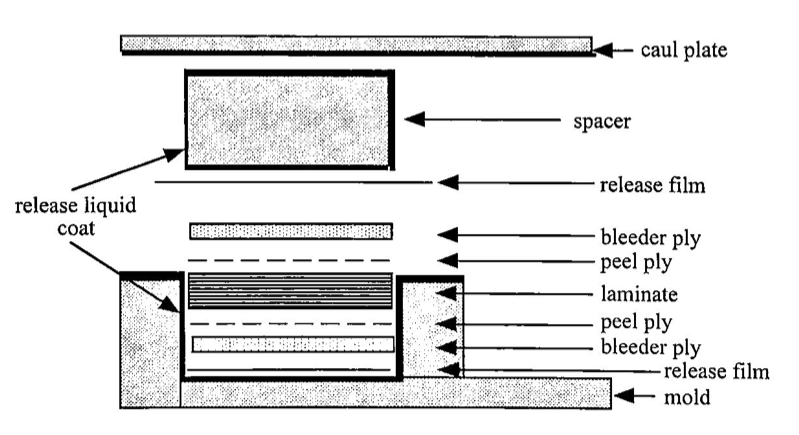 caul plate
spacer
release film
release liquid
coat
bleeder ply
peel ply
laminate
peel ply
bleeder ply
release film
mold